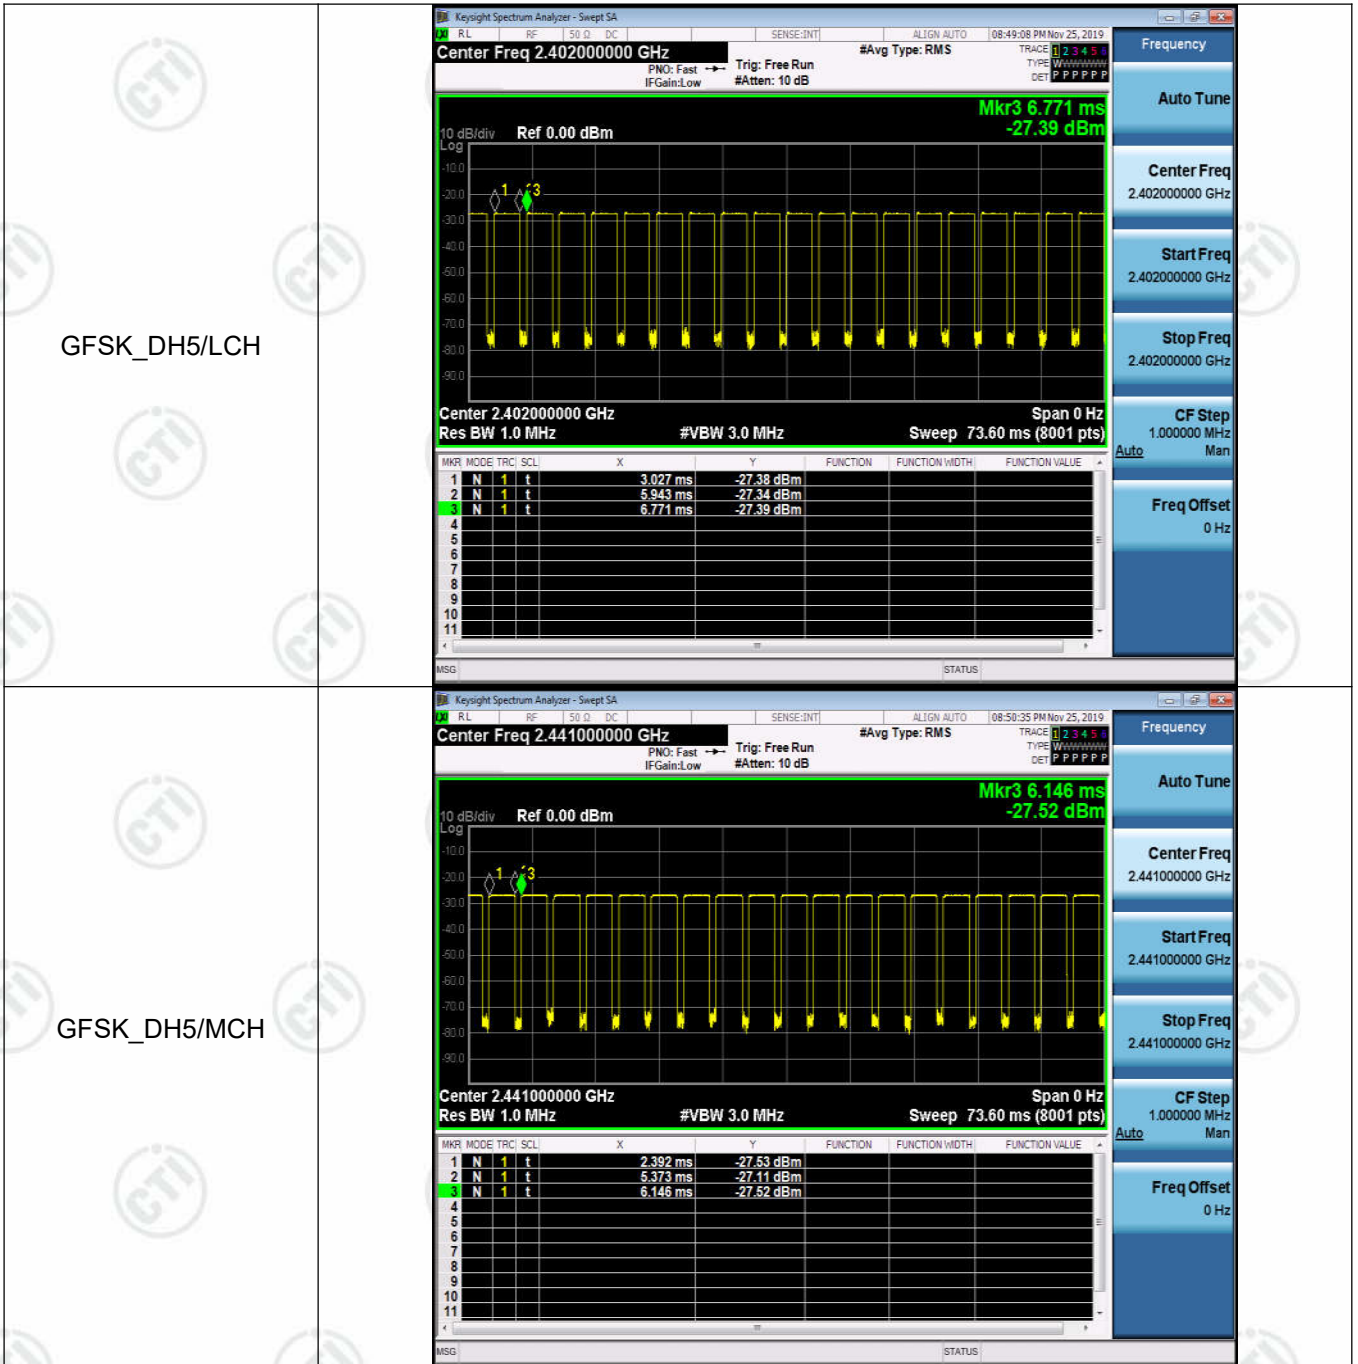 GFSK_DH5/LCH
Keysight Spectrum Analyzer - Swept SA
RL RF 50 Ω DC SENSE:INT ALIGN AUTO 08:49:08 PM Nov 25, 2019
Center Freq 2.402000000 GHz
#Avg Type: RMS
TRACE 1 2 3 4 5 6
PNO: Fast Trig: Free Run
TYPE WWWWWW
IFGain:Low #Atten: 10 dB
DET P P P P P P
Mkr3 6.771 ms
-27.39 dBm
10 dB/div Ref 0.00 dBm
Log
-10.0
-20.0
-30.0
-40.0
-50.0
-60.0
-70.0
-80.0
-90.0
1 3
Center 2.402000000 GHz Span 0 Hz
Res BW 1.0 MHz #VBW 3.0 MHz Sweep 73.60 ms (8001 pts)
MKR MODE TRC SCL X Y FUNCTION FUNCTION WIDTH FUNCTION VALUE
1 N 1 t 3.027 ms -27.38 dBm
2 N 1 t 5.943 ms -27.34 dBm
3 N 1 t 6.771 ms -27.39 dBm
4
5
6
7
8
9
10
11
MSG STATUS
Frequency
Auto Tune
Center Freq
2.402000000 GHz
Start Freq
2.402000000 GHz
Stop Freq
2.402000000 GHz
CF Step
1.000000 MHz
Auto Man
Freq Offset
0 Hz
GFSK_DH5/MCH
Keysight Spectrum Analyzer - Swept SA
RL RF 50 Ω DC SENSE:INT ALIGN AUTO 08:50:35 PM Nov 25, 2019
Center Freq 2.441000000 GHz
#Avg Type: RMS
TRACE 1 2 3 4 5 6
PNO: Fast Trig: Free Run
TYPE WWWWWW
IFGain:Low #Atten: 10 dB
DET P P P P P P
Mkr3 6.146 ms
-27.52 dBm
10 dB/div Ref 0.00 dBm
Log
-10.0
-20.0
-30.0
-40.0
-50.0
-60.0
-70.0
-80.0
-90.0
1 3
Center 2.441000000 GHz Span 0 Hz
Res BW 1.0 MHz #VBW 3.0 MHz Sweep 73.60 ms (8001 pts)
MKR MODE TRC SCL X Y FUNCTION FUNCTION WIDTH FUNCTION VALUE
1 N 1 t 2.392 ms -27.53 dBm
2 N 1 t 5.373 ms -27.11 dBm
3 N 1 t 6.146 ms -27.52 dBm
4
5
6
7
8
9
10
11
MSG STATUS
Frequency
Auto Tune
Center Freq
2.441000000 GHz
Start Freq
2.441000000 GHz
Stop Freq
2.441000000 GHz
CF Step
1.000000 MHz
Auto Man
Freq Offset
0 Hz
CTI